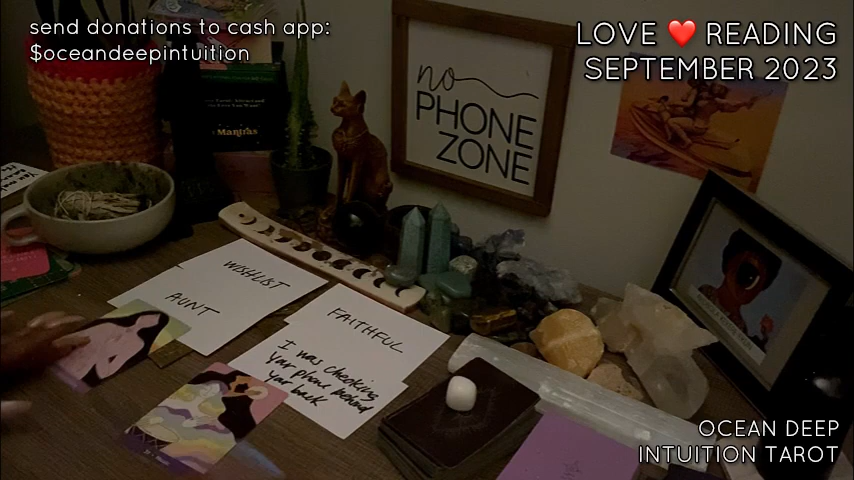 send donations to cash app:
$oceandeepintuition
LOVE ❤️ READING
SEPTEMBER 2023
Mantras
no
PHONE
ZONE
WISHLIST
AUNT
FAITHFUL
I was checking
Yar phone behind
Yar back
OCEAN DEEP
INTUITION TAROT